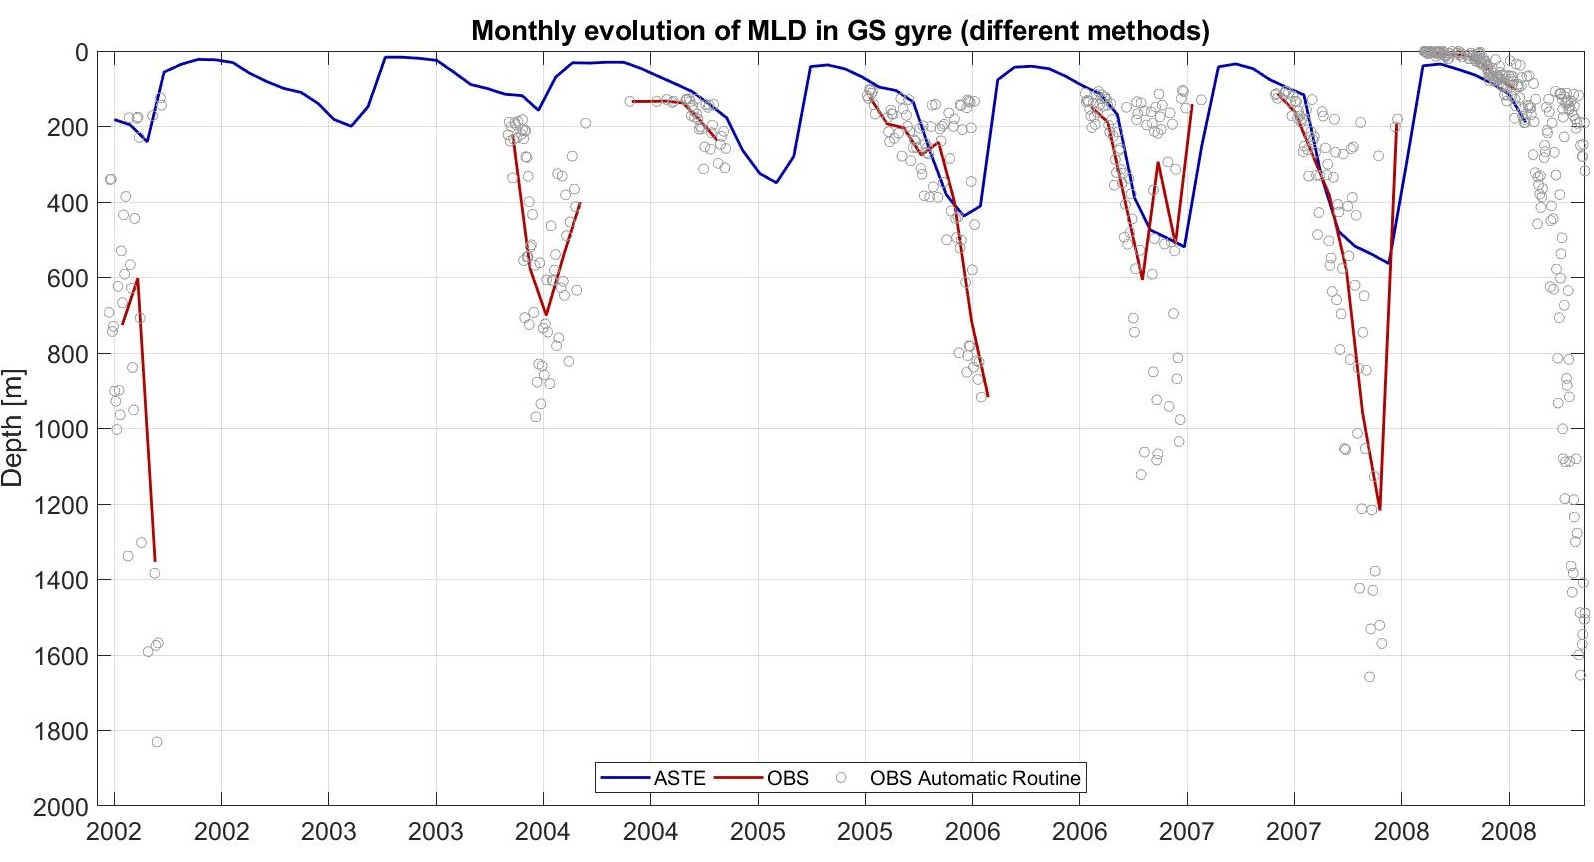 Monthly evolution of MLD in GS gyre (different methods)
Depth [m]
0
200
400
600
800
1000
1200
1400
1600
1800
2000
ASTE OBS OBS Automatic Routine
2002 2002 2003 2003 2004 2004 2005 2005 2006 2006 2007 2007 2008 2008